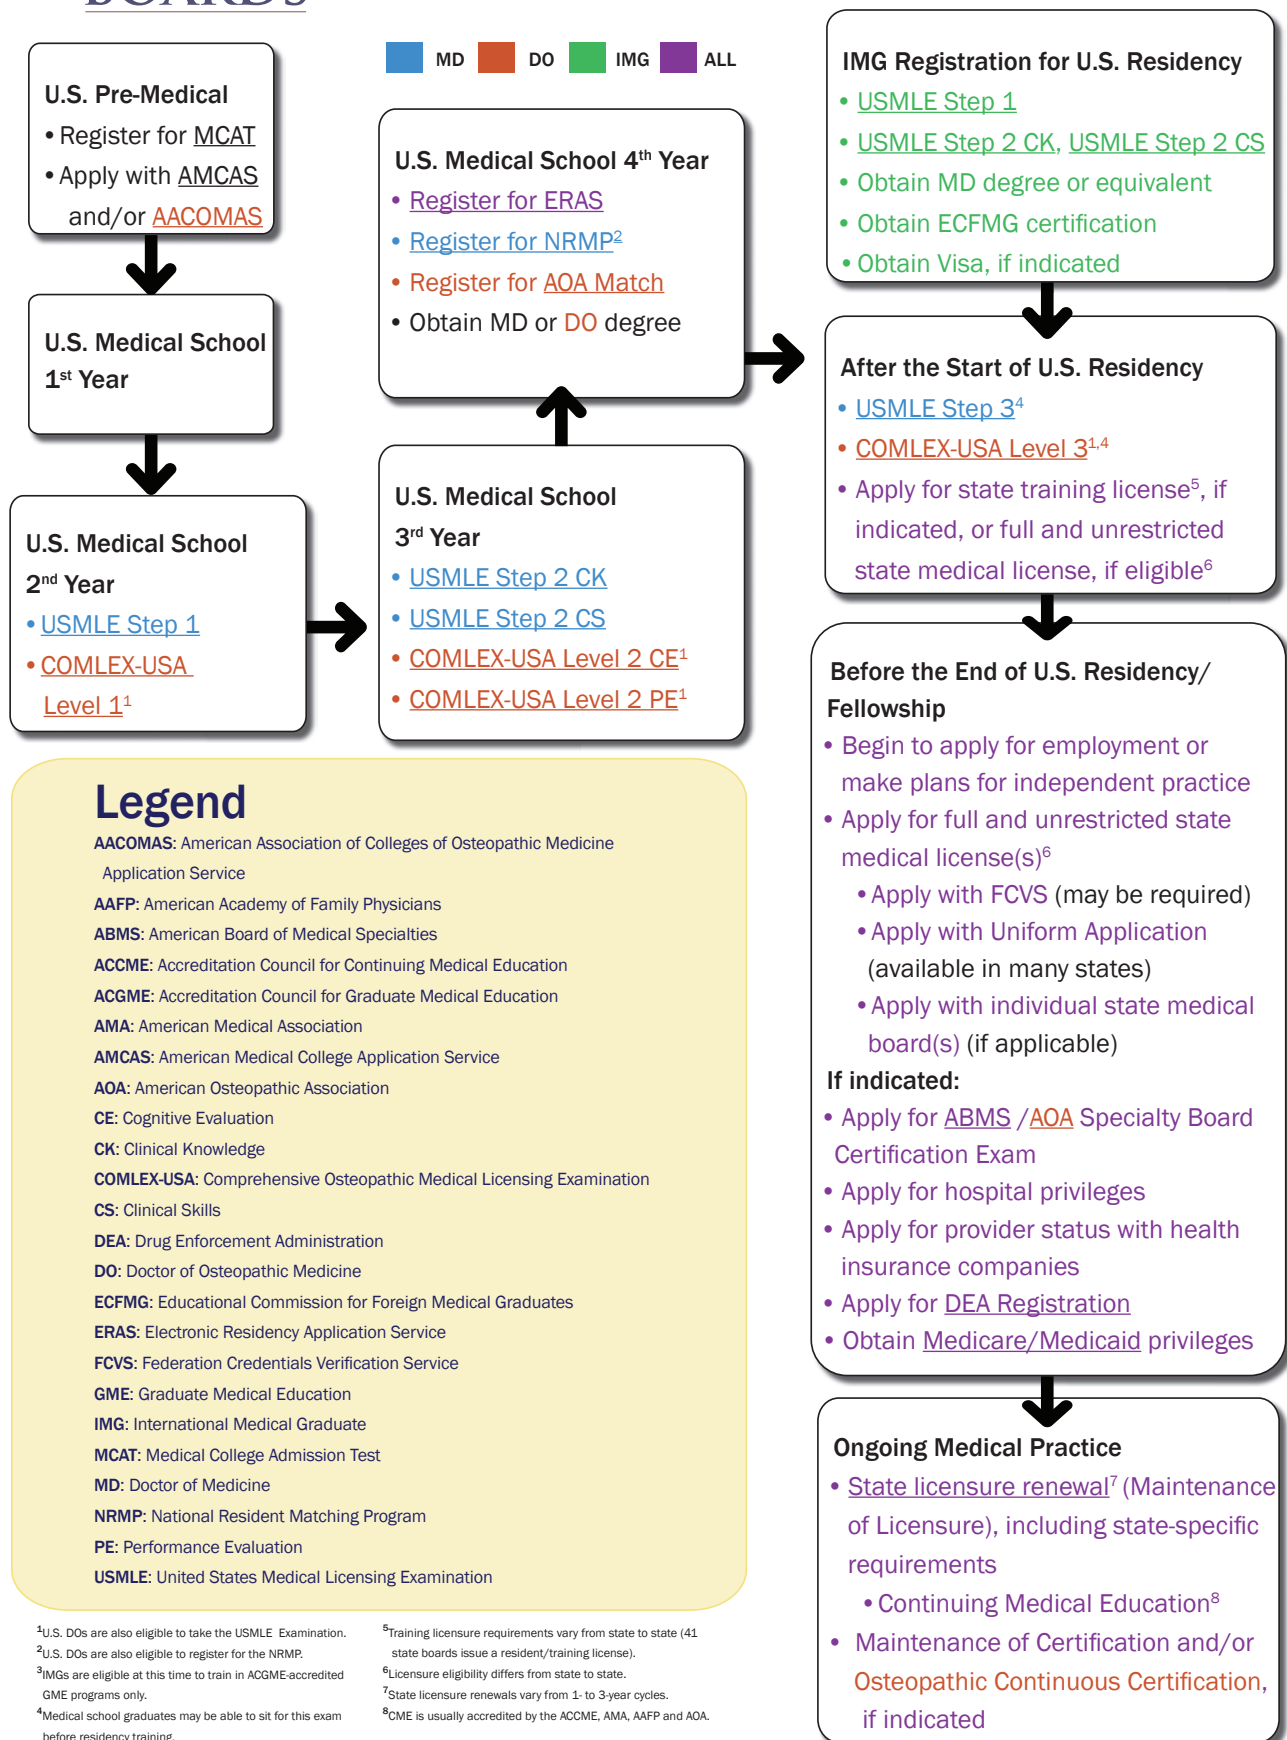 BOARDS
MD DO IMG ALL
U.S. Pre-Medical
• Register for MCAT
• Apply with AMCAS
and/or AACOMAS
U.S. Medical School
1st Year
U.S. Medical School
2nd Year
• USMLE Step 1
• COMLEX-USA
Level 1¹
U.S. Medical School 4th Year
• Register for ERAS
• Register for NRMP²
• Register for AOA Match
• Obtain MD or DO degree
U.S. Medical School
3rd Year
• USMLE Step 2 CK
• USMLE Step 2 CS
• COMLEX-USA Level 2 CE¹
• COMLEX-USA Level 2 PE¹
IMG Registration for U.S. Residency
• USMLE Step 1
• USMLE Step 2 CK, USMLE Step 2 CS
• Obtain MD degree or equivalent
• Obtain ECFMG certification
• Obtain Visa, if indicated
After the Start of U.S. Residency
• USMLE Step 3⁴
• COMLEX-USA Level 3¹,⁴
• Apply for state training license⁵, if
indicated, or full and unrestricted
state medical license, if eligible⁶
Before the End of U.S. Residency/
Fellowship
• Begin to apply for employment or
make plans for independent practice
• Apply for full and unrestricted state
medical license(s)⁶
• Apply with FCVS (may be required)
• Apply with Uniform Application
(available in many states)
• Apply with individual state medical
board(s) (if applicable)
If indicated:
• Apply for ABMS /AOA Specialty Board
Certification Exam
• Apply for hospital privileges
• Apply for provider status with health
insurance companies
• Apply for DEA Registration
• Obtain Medicare/Medicaid privileges
Ongoing Medical Practice
• State licensure renewal⁷ (Maintenance
of Licensure), including state-specific
requirements
• Continuing Medical Education⁸
• Maintenance of Certification and/or
Osteopathic Continuous Certification,
if indicated
Legend
AACOMAS: American Association of Colleges of Osteopathic Medicine
Application Service
AAFP: American Academy of Family Physicians
ABMS: American Board of Medical Specialties
ACCME: Accreditation Council for Continuing Medical Education
ACGME: Accreditation Council for Graduate Medical Education
AMA: American Medical Association
AMCAS: American Medical College Application Service
AOA: American Osteopathic Association
CE: Cognitive Evaluation
CK: Clinical Knowledge
COMLEX-USA: Comprehensive Osteopathic Medical Licensing Examination
CS: Clinical Skills
DEA: Drug Enforcement Administration
DO: Doctor of Osteopathic Medicine
ECFMG: Educational Commission for Foreign Medical Graduates
ERAS: Electronic Residency Application Service
FCVS: Federation Credentials Verification Service
GME: Graduate Medical Education
IMG: International Medical Graduate
MCAT: Medical College Admission Test
MD: Doctor of Medicine
NRMP: National Resident Matching Program
PE: Performance Evaluation
USMLE: United States Medical Licensing Examination
¹U.S. DOs are also eligible to take the USMLE Examination.
²U.S. DOs are also eligible to register for the NRMP.
³IMGs are eligible at this time to train in ACGME-accredited
GME programs only.
⁴Medical school graduates may be able to sit for this exam
before residency training.
⁵Training licensure requirements vary from state to state (41
state boards issue a resident/training license).
⁶Licensure eligibility differs from state to state.
⁷State licensure renewals vary from 1- to 3-year cycles.
⁸CME is usually accredited by the ACCME, AMA, AAFP and AOA.